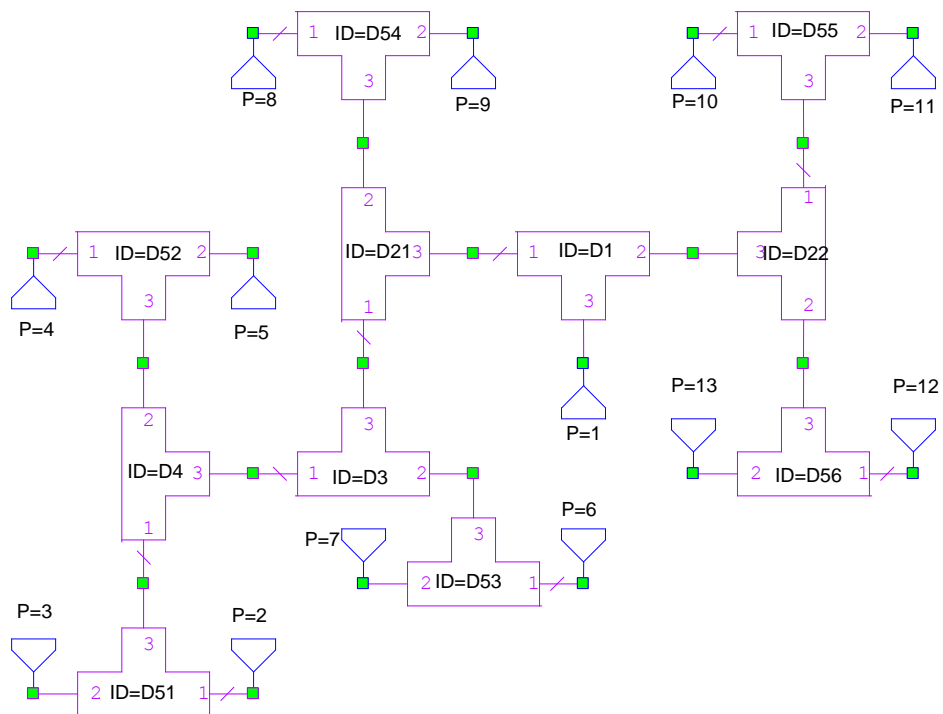 1 ID=D54 2
3
P=8
P=9
1 ID=D55 2
3
P=10
P=11
2
ID=D21 3
1
1 ID=D1 2
3
P=1
1
3 ID=D22
2
1 ID=D52 2
3
P=4
P=5
2
ID=D4 3
1
3
1 ID=D3 2
P=13
P=12
3
2 ID=D56 1
P=7
P=6
3
2 ID=D53 1
P=3
P=2
3
2 ID=D51 1